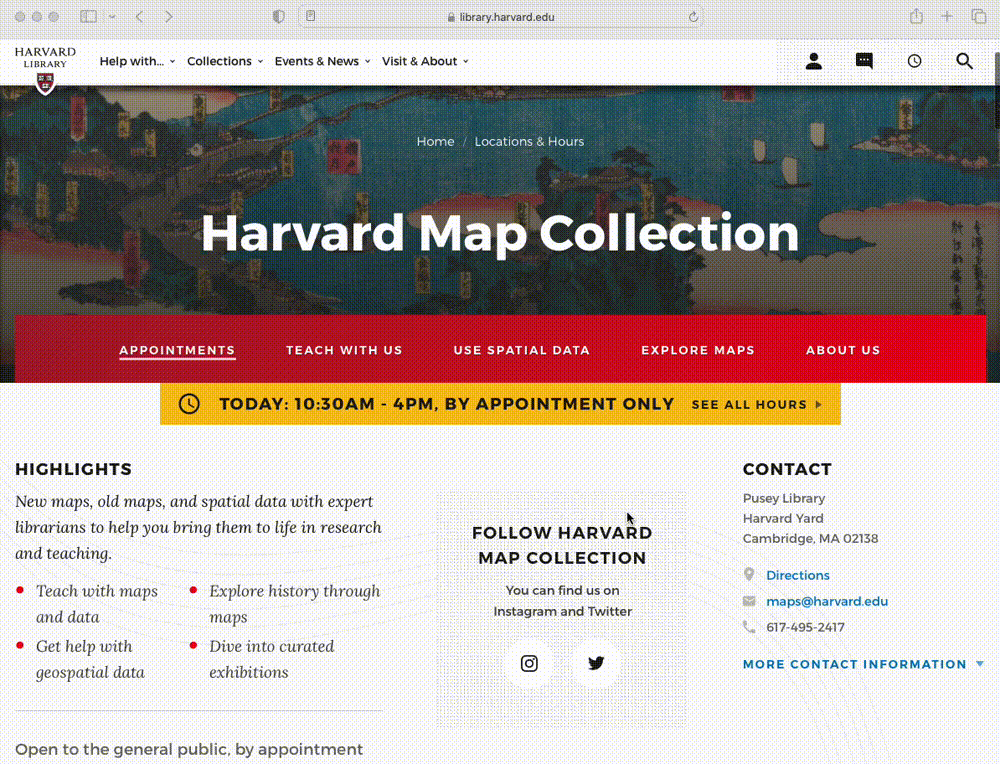 library.harvard.edu
HARVARD
LIBRARY
Help with...
Collections
Events & News
Visit & About
Home / Locations & Hours
Harvard Map Collection
APPOINTMENTS
TEACH WITH US
USE SPATIAL DATA
EXPLORE MAPS
ABOUT US
TODAY: 10:30AM - 4PM, BY APPOINTMENT ONLY
SEE ALL HOURS
HIGHLIGHTS
New maps, old maps, and spatial data with expert
librarians to help you bring them to life in research
and teaching.
Teach with maps
and data
Get help with
geospatial data
Explore history through
maps
Dive into curated
exhibitions
Open to the general public, by appointment
FOLLOW HARVARD
MAP COLLECTION
You can find us on
Instagram and Twitter
CONTACT
Pusey Library
Harvard Yard
Cambridge, MA 02138
Directions
maps@harvard.edu
617-495-2417
MORE CONTACT INFORMATION